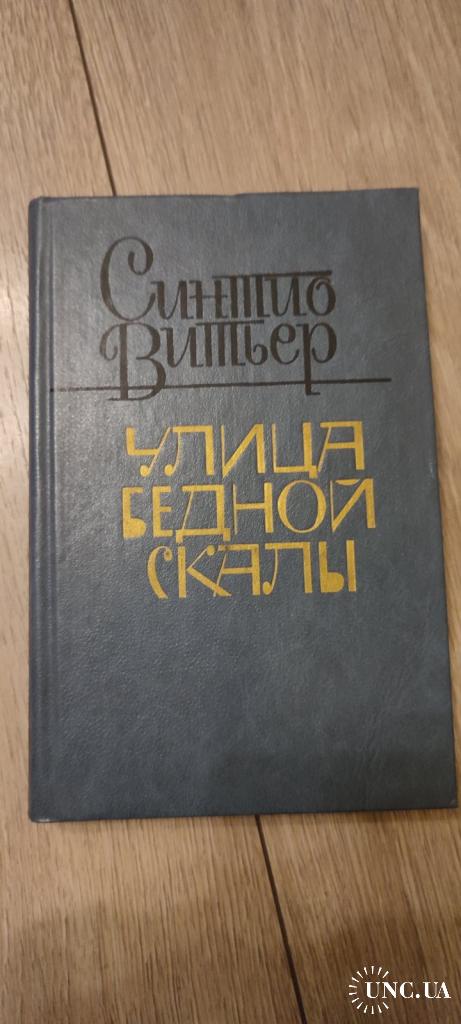 Синтио
Витьер
УЛИЦА
БЕДНОЙ
СКАЛЫ
UNC.UA